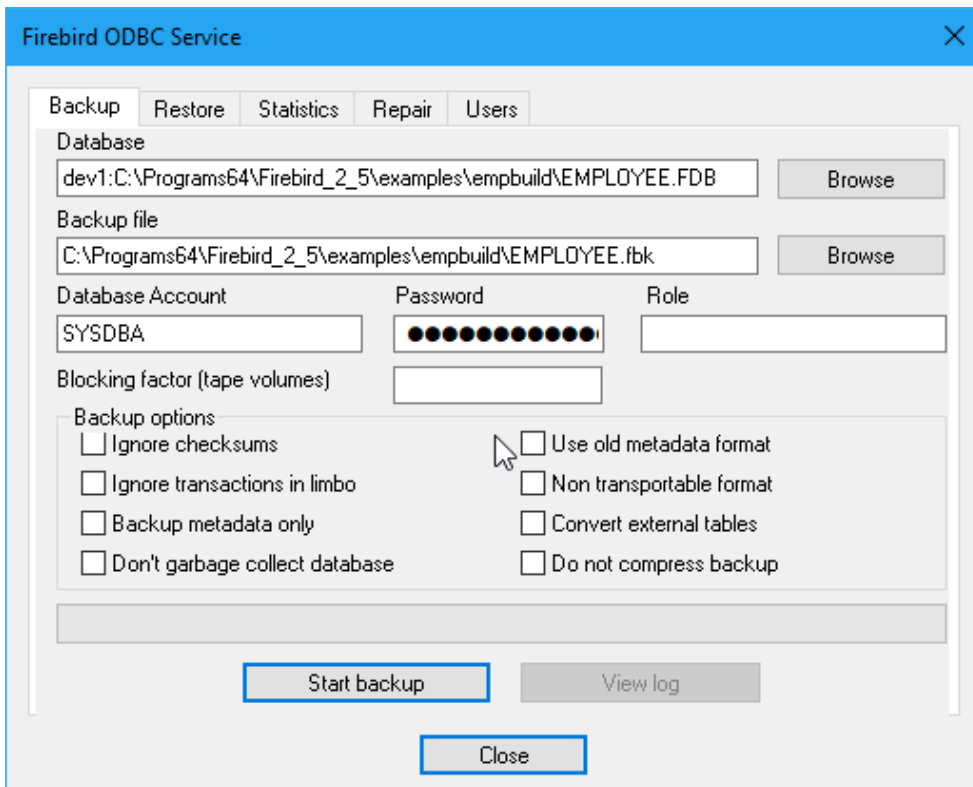 Firebird ODBC Service
Backup Restore Statistics Repair Users
Database
dev1:C:\Programs64\Firebird_2_5\examples\empbuild\EMPLOYEE.FDB Browse
Backup file
C:\Programs64\Firebird_2_5\examples\empbuild\EMPLOYEE.fbk Browse
Database Account Password Role
SYSDBA ●●●●●●●●●●●●
Blocking factor (tape volumes)
Backup options
Ignore checksums Use old metadata format
Ignore transactions in limbo Non transportable format
Backup metadata only Convert external tables
Don't garbage collect database Do not compress backup
Start backup View log
Close